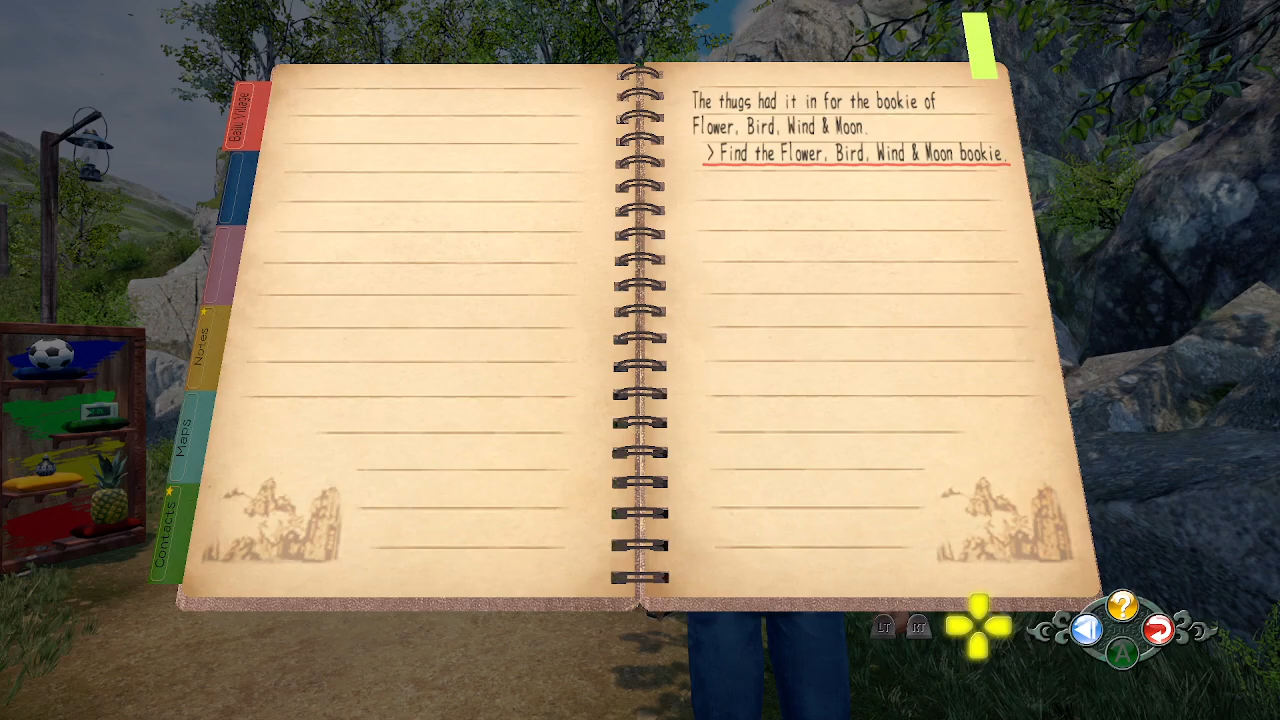 Bailu Village
Notes
Maps
Contacts
The thugs had it in for the bookie of
Flower, Bird, Wind & Moon.
> Find the Flower, Bird, Wind & Moon bookie.
LT
RT
?
A